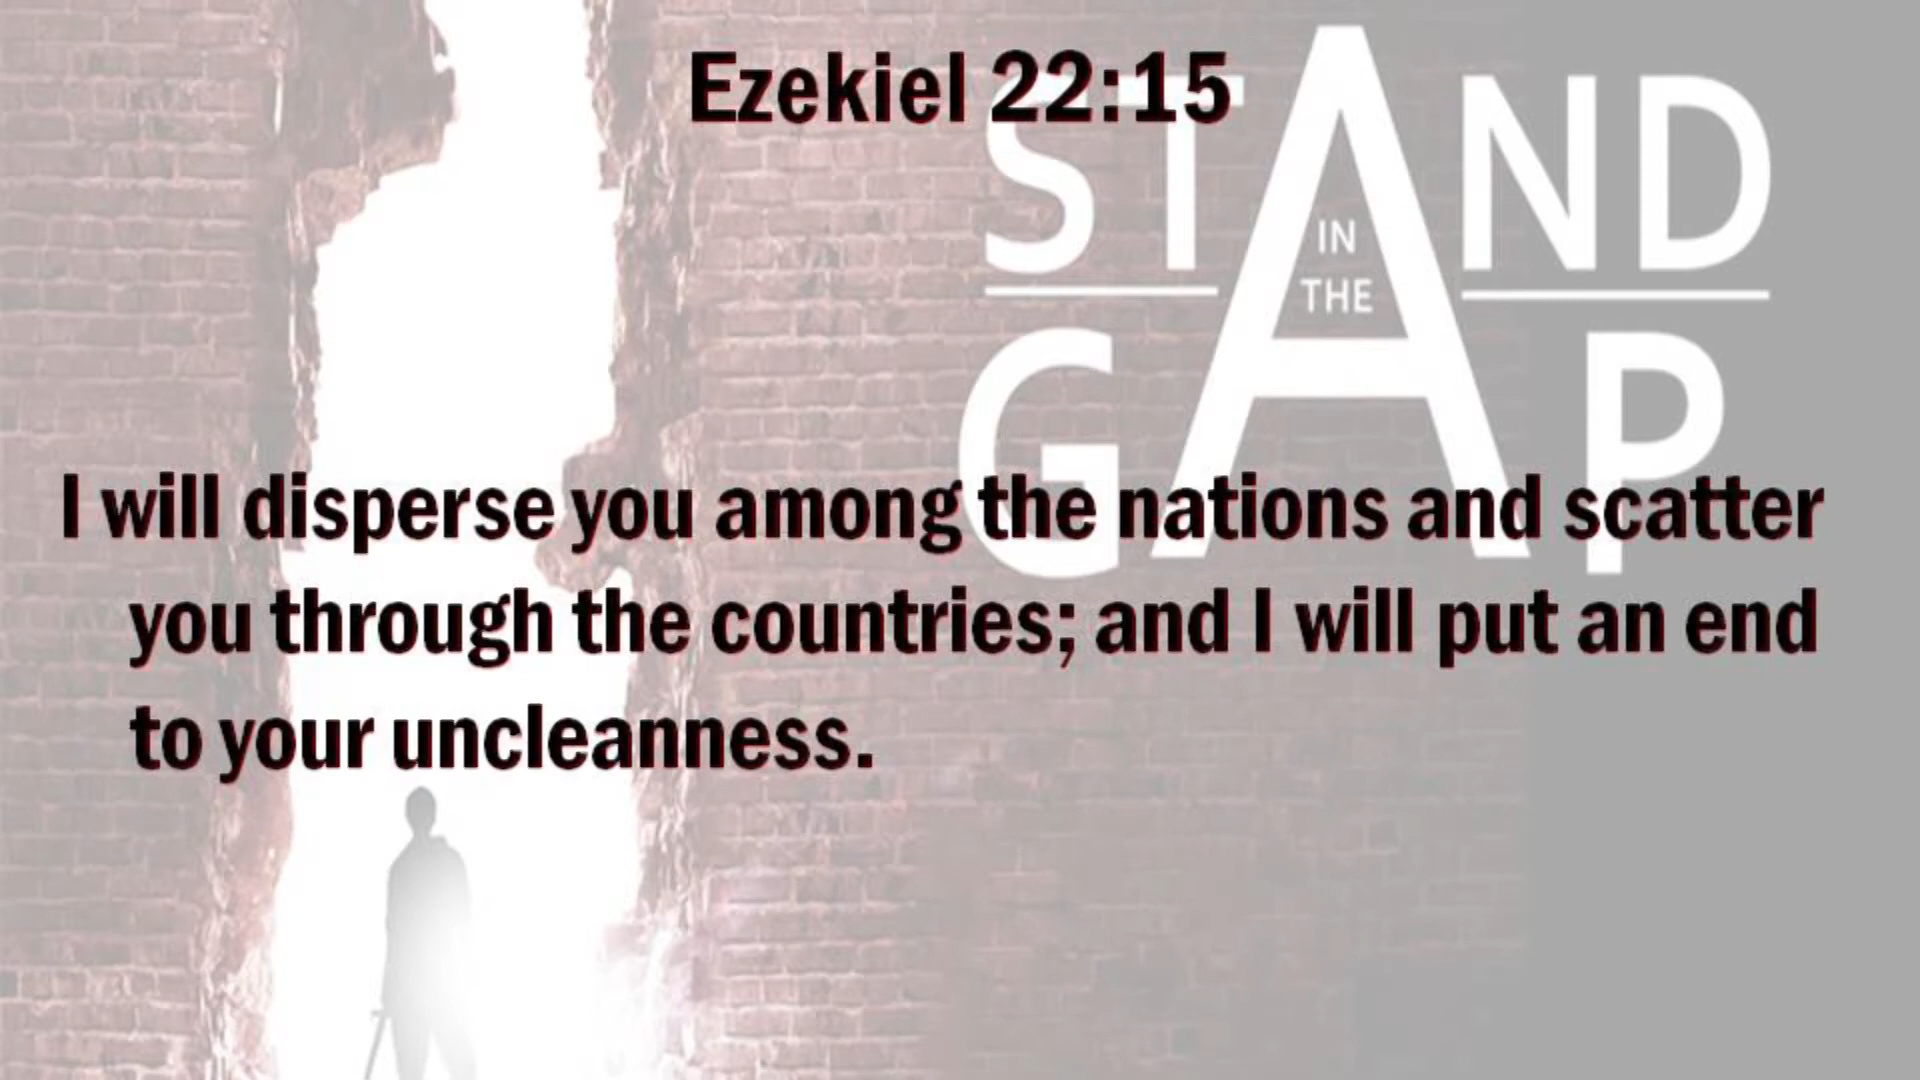 Ezekiel 22:15
STAND
IN
THE
GAP
I will disperse you among the nations and scatter
you through the countries; and I will put an end
to your uncleanness.